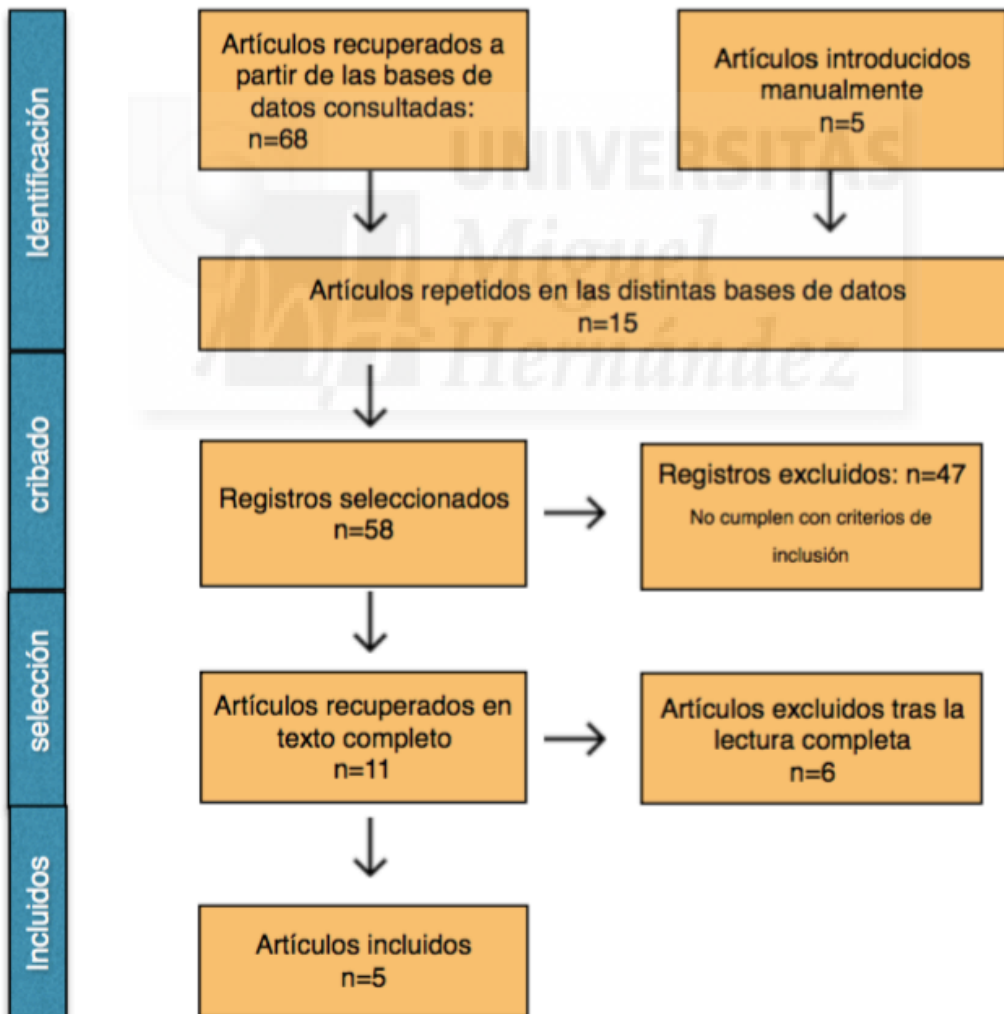 Identificación
Artículos recuperados a
partir de las bases de
datos consultadas:
n=68
Artículos introducidos
manualmente
n=5
UNIVERSITAS
Miguel
Hernández
Artículos repetidos en las distintas bases de datos
n=15
cribado
Registros seleccionados
n=58
Registros excluidos: n=47
No cumplen con criterios de
inclusión
selección
Artículos recuperados en
texto completo
n=11
Artículos excluidos tras la
lectura completa
n=6
Incluidos
Artículos incluidos
n=5